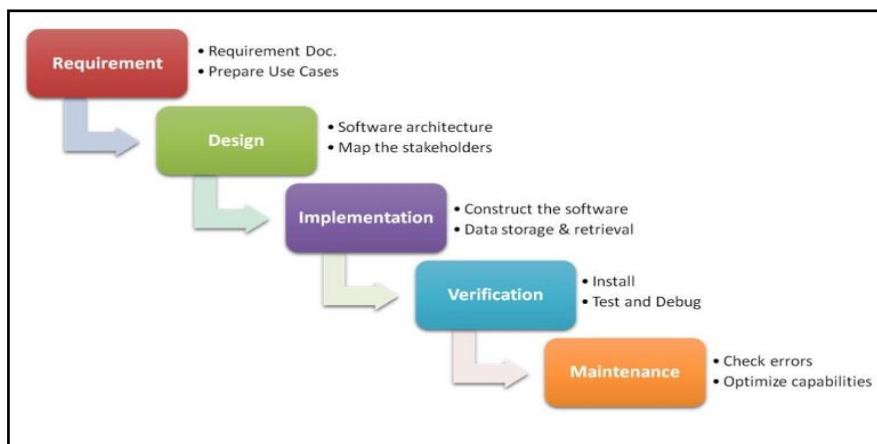 Requirement
• Requirement Doc.
• Prepare Use Cases
Design
• Software architecture
• Map the stakeholders
Implementation
• Construct the software
• Data storage & retrieval
Verification
• Install
• Test and Debug
Maintenance
• Check errors
• Optimize capabilities